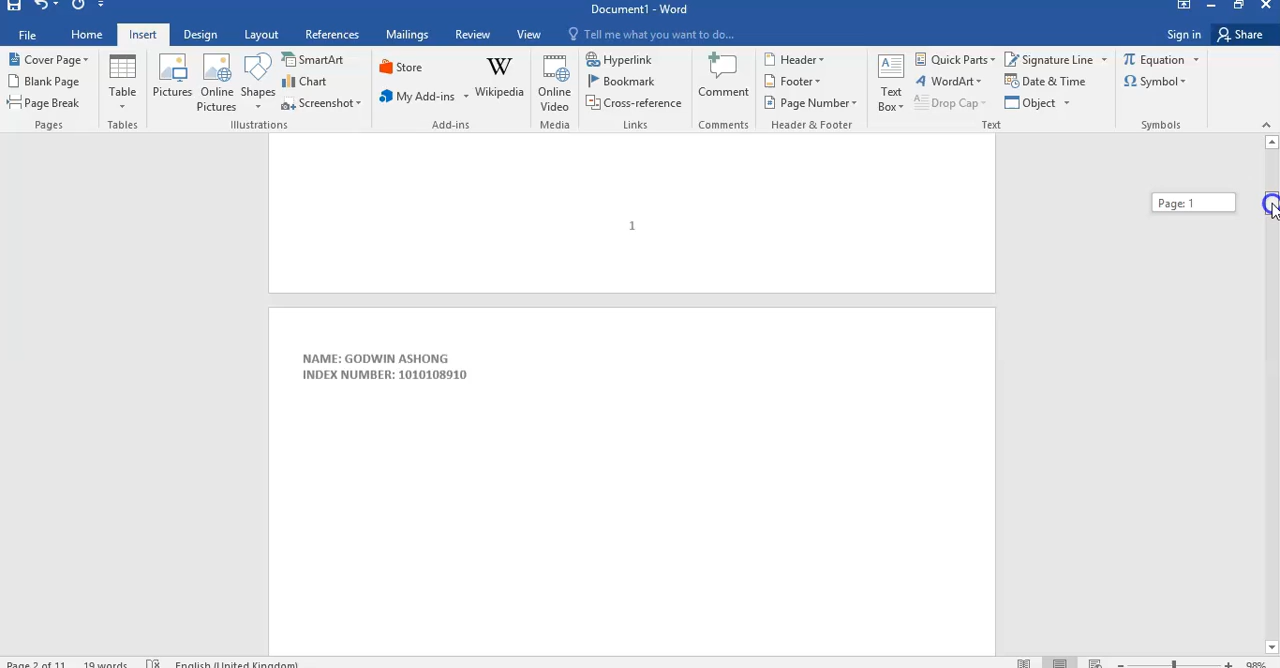 Document1 - Word
File Home Insert Design Layout References Mailings Review View Tell me what you want to do... Sign in Share
Cover Page
Blank Page
Page Break
Pages
Table
Tables
Pictures
Online Pictures
Shapes
SmartArt
Chart
Screenshot
Illustrations
Store
My Add-ins
Wikipedia
Add-ins
Online Video
Media
Hyperlink
Bookmark
Cross-reference
Links
Comment
Comments
Header
Footer
Page Number
Header & Footer
Text Box
Quick Parts
WordArt
Drop Cap
Signature Line
Date & Time
Object
Text
Equation
Symbol
Symbols
Page: 1
1
NAME: GODWIN ASHONG
INDEX NUMBER: 1010108910
Page 2 of 11 19 words English (United Kingdom) 98%